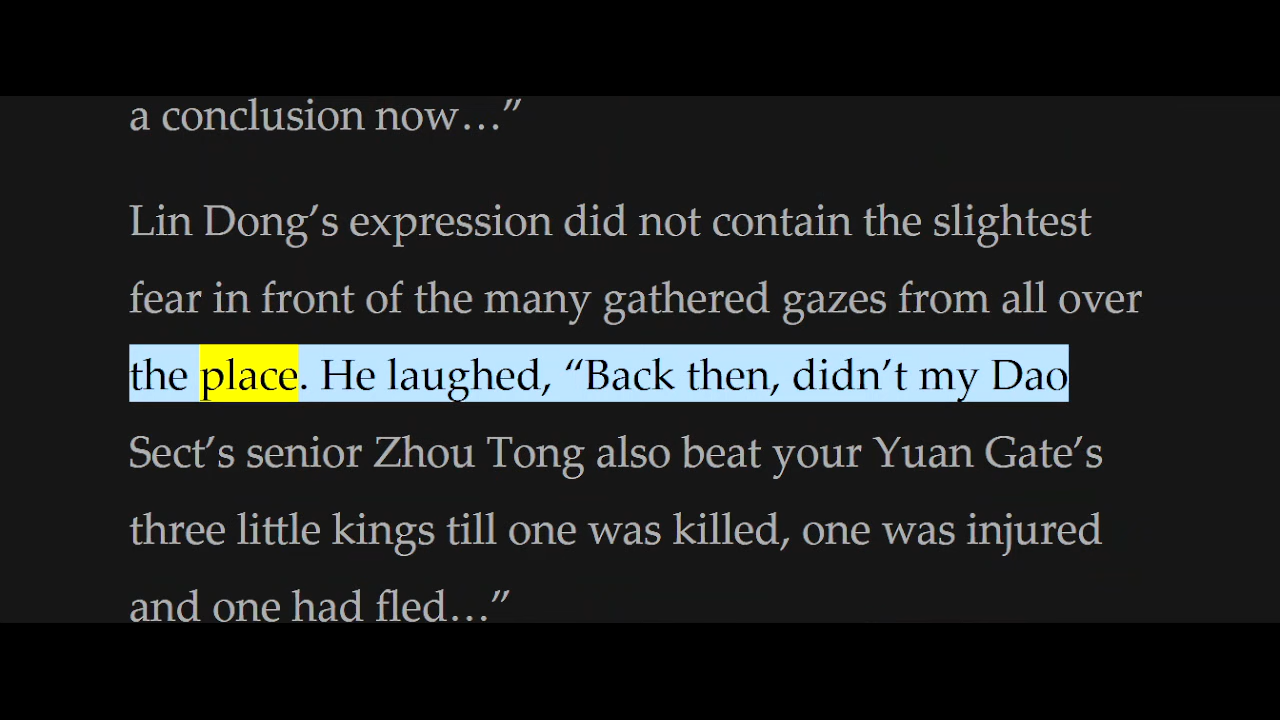 a conclusion now…”
Lin Dong’s expression did not contain the slightest
fear in front of the many gathered gazes from all over
the place. He laughed, “Back then, didn’t my Dao
Sect’s senior Zhou Tong also beat your Yuan Gate’s
three little kings till one was killed, one was injured
and one had fled…”